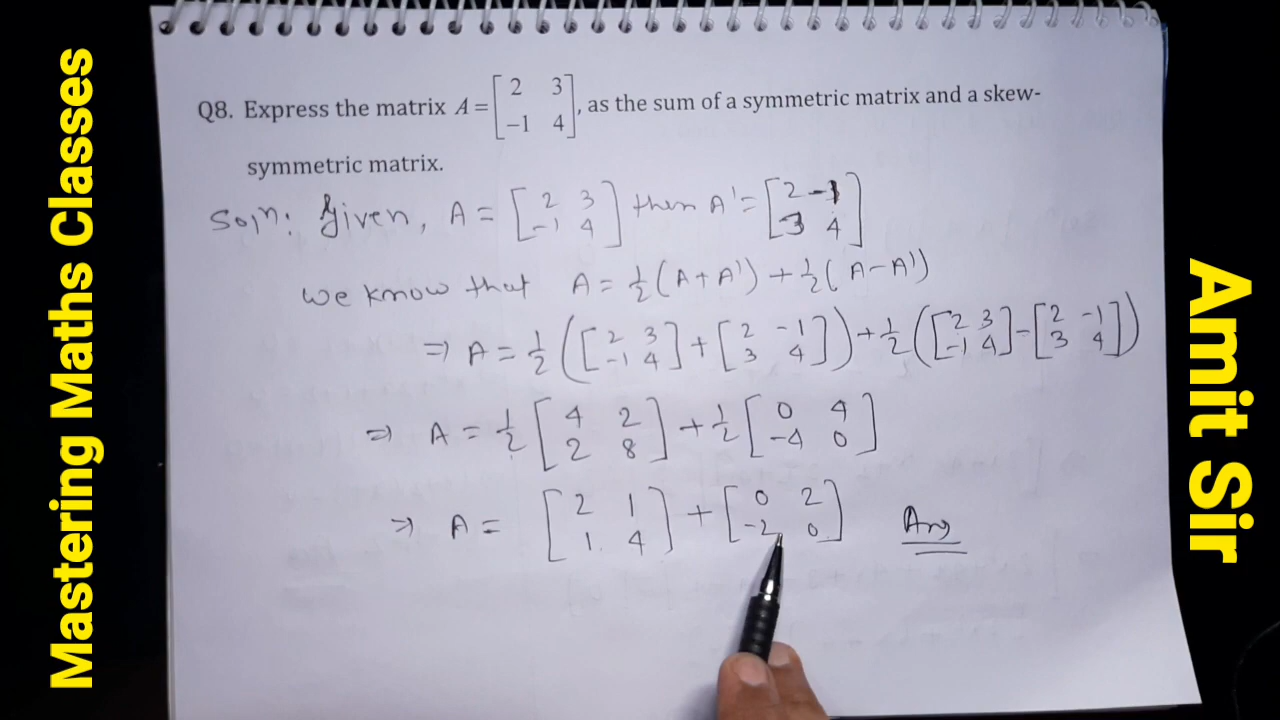 Mastering Maths Classes
Q8. Express the matrix A = [2 3; −1 4], as the sum of a symmetric matrix and a skew-
symmetric matrix.
Soln: Given, A = [2 3; -1 4] then A' = [2 -1; 3 4]
We know that A = 1/2 (A+A') + 1/2 (A-A')
⇒ A = 1/2 ([2 3; -1 4] + [2 -1; 3 4]) + 1/2 ([2 3; -1 4] - [2 -1; 3 4])
⇒ A = 1/2 [4 2; 2 8] + 1/2 [0 4; -4 0]
⇒ A = [2 1; 1 4] + [0 2; -2 0] Ans
Amit Sir